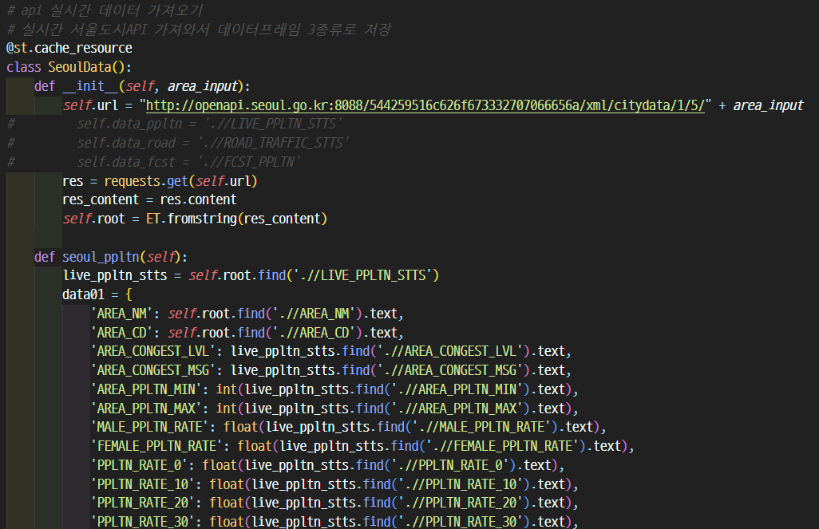 # api 실시간 데이터 가져오기
# 실시간 서울도시API 가져와서 데이터프레임 3종류로 저장
@st.cache_resource
class SeoulData():
    def __init__(self, area_input):
        self.url = "http://openapi.seoul.go.kr:8088/544259516c626f673332707066656a/xml/citydata/1/5/" + area_input
#         self.data_ppltn = './/LIVE_PPLTN_STTS'
#         self.data_road = './/ROAD_TRAFFIC_STTS'
#         self.data_fcst = './/FCST_PPLTN'
        res = requests.get(self.url)
        res_content = res.content
        self.root = ET.fromstring(res_content)
    def seoul_ppltn(self):
        live_ppltn_stts = self.root.find('.//LIVE_PPLTN_STTS')
        data01 = {
            'AREA_NM': self.root.find('.//AREA_NM').text,
            'AREA_CD': self.root.find('.//AREA_CD').text,
            'AREA_CONGEST_LVL': live_ppltn_stts.find('.//AREA_CONGEST_LVL').text,
            'AREA_CONGEST_MSG': live_ppltn_stts.find('.//AREA_CONGEST_MSG').text,
            'AREA_PPLTN_MIN': int(live_ppltn_stts.find('.//AREA_PPLTN_MIN').text),
            'AREA_PPLTN_MAX': int(live_ppltn_stts.find('.//AREA_PPLTN_MAX').text),
            'MALE_PPLTN_RATE': float(live_ppltn_stts.find('.//MALE_PPLTN_RATE').text),
            'FEMALE_PPLTN_RATE': float(live_ppltn_stts.find('.//FEMALE_PPLTN_RATE').text),
            'PPLTN_RATE_0': float(live_ppltn_stts.find('.//PPLTN_RATE_0').text),
            'PPLTN_RATE_10': float(live_ppltn_stts.find('.//PPLTN_RATE_10').text),
            'PPLTN_RATE_20': float(live_ppltn_stts.find('.//PPLTN_RATE_20').text),
            'PPLTN_RATE_30': float(live_ppltn_stts.find('.//PPLTN_RATE_30').text),